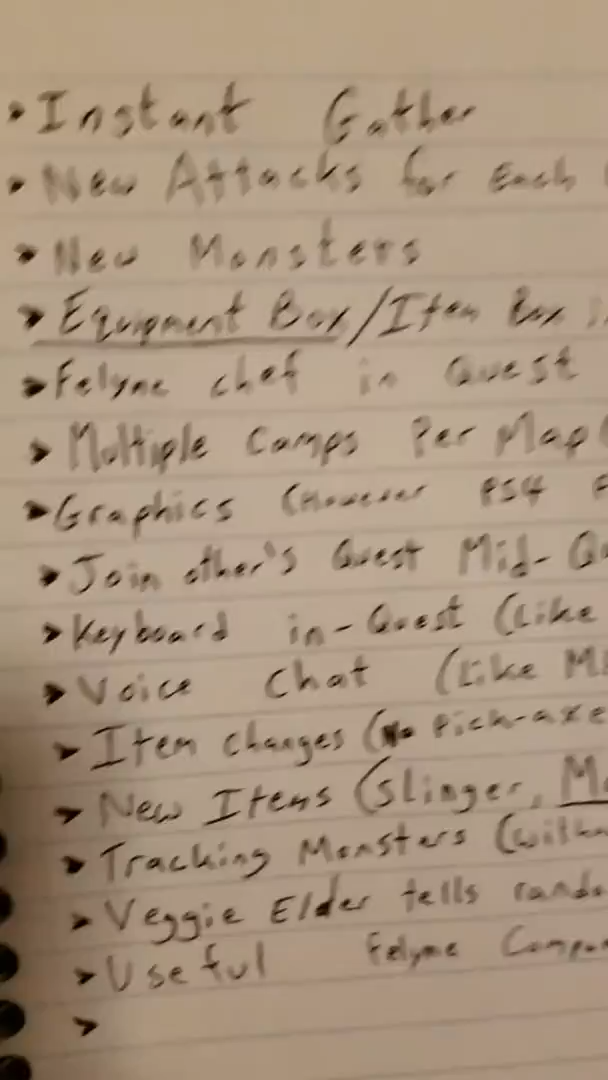 Instant Gather
New Attacks for Each
New Monsters
Equipment Box/Item Box
Felyne chef in Quest
Multiple Camps Per Map
Graphics (However PS4
Join other's Quest Mid-
Keyboard in-Quest (Like
Voice Chat (Like
Item Changes (No Pick-axe
New Items (Slinger,
Tracking Monsters
Veggie Elder tells
Useful Felyne